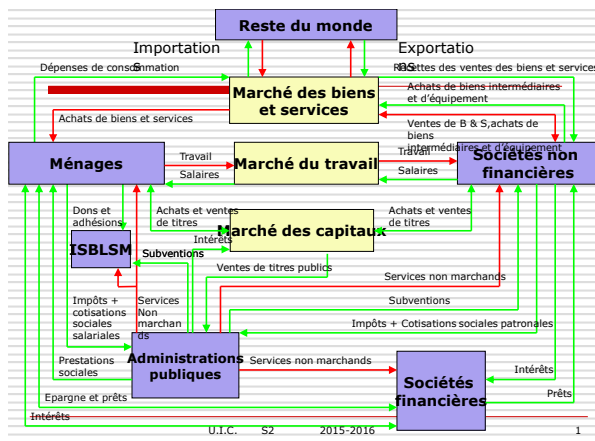 Reste du monde
Importation
s
Exportatio
ns
Dépenses de consommation
Recettes des ventes des biens et services
Marché des biens
et services
Achats de biens intermédiaires
et d'équipement
Achats de biens et services
Ventes de B & S,achats de
biens
intermédiaires et d'équipement
Ménages
Travail
Salaires
Marché du travail
Travail
Salaires
Sociétés non
financières
Dons et
adhésions
Achats et ventes
de titres
Achats et ventes
de titres
Marché des capitaux
ISBLSM
Intérêts
Subventions
Ventes de titres publics
Services non marchands
Impôts +
cotisations
sociales
salariales
Services
Non
marchan
ds
Subventions
Impôts + Cotisations sociales patronales
Administrations
publiques
Services non marchands
Prestations
sociales
Sociétés
financières
Intérêts
Prêts
Epargne et prêts
Intérêts
U.I.C. S2 2015-2016 1